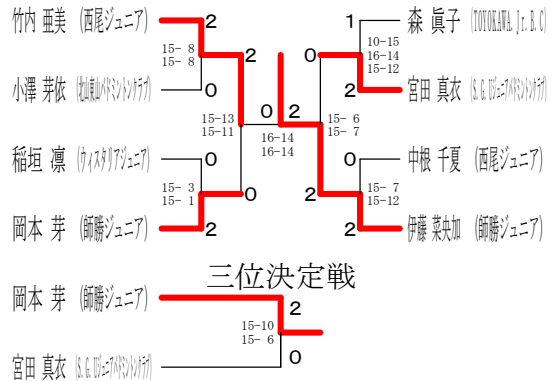 竹内 亜美 (西尾ジュニア) 2
15- 8
15- 8
小澤 芽依 (北山東山バドミントンクラブ) 0
2
15-13
15-11
稲垣 凛 (ウィスタリアジュニア) 0
15- 3
15- 1
0
岡本 芽 (師勝ジュニア) 2
0 2
16-14
16-14
1 森 眞子 (TOYOKAWA. Jr. B. C)
0
10-15
16-14
15-12
2 宮田 真衣 (S. G. Uジュニアバドミントンクラブ)
15- 6
15- 7
0 中根 千夏 (西尾ジュニア)
2
15- 7
15-12
2 伊藤 菜央加 (師勝ジュニア)
三位決定戦
岡本 芽 (師勝ジュニア) 2
15-10
15- 6
宮田 真衣 (S. G. Uジュニアバドミントンクラブ) 0